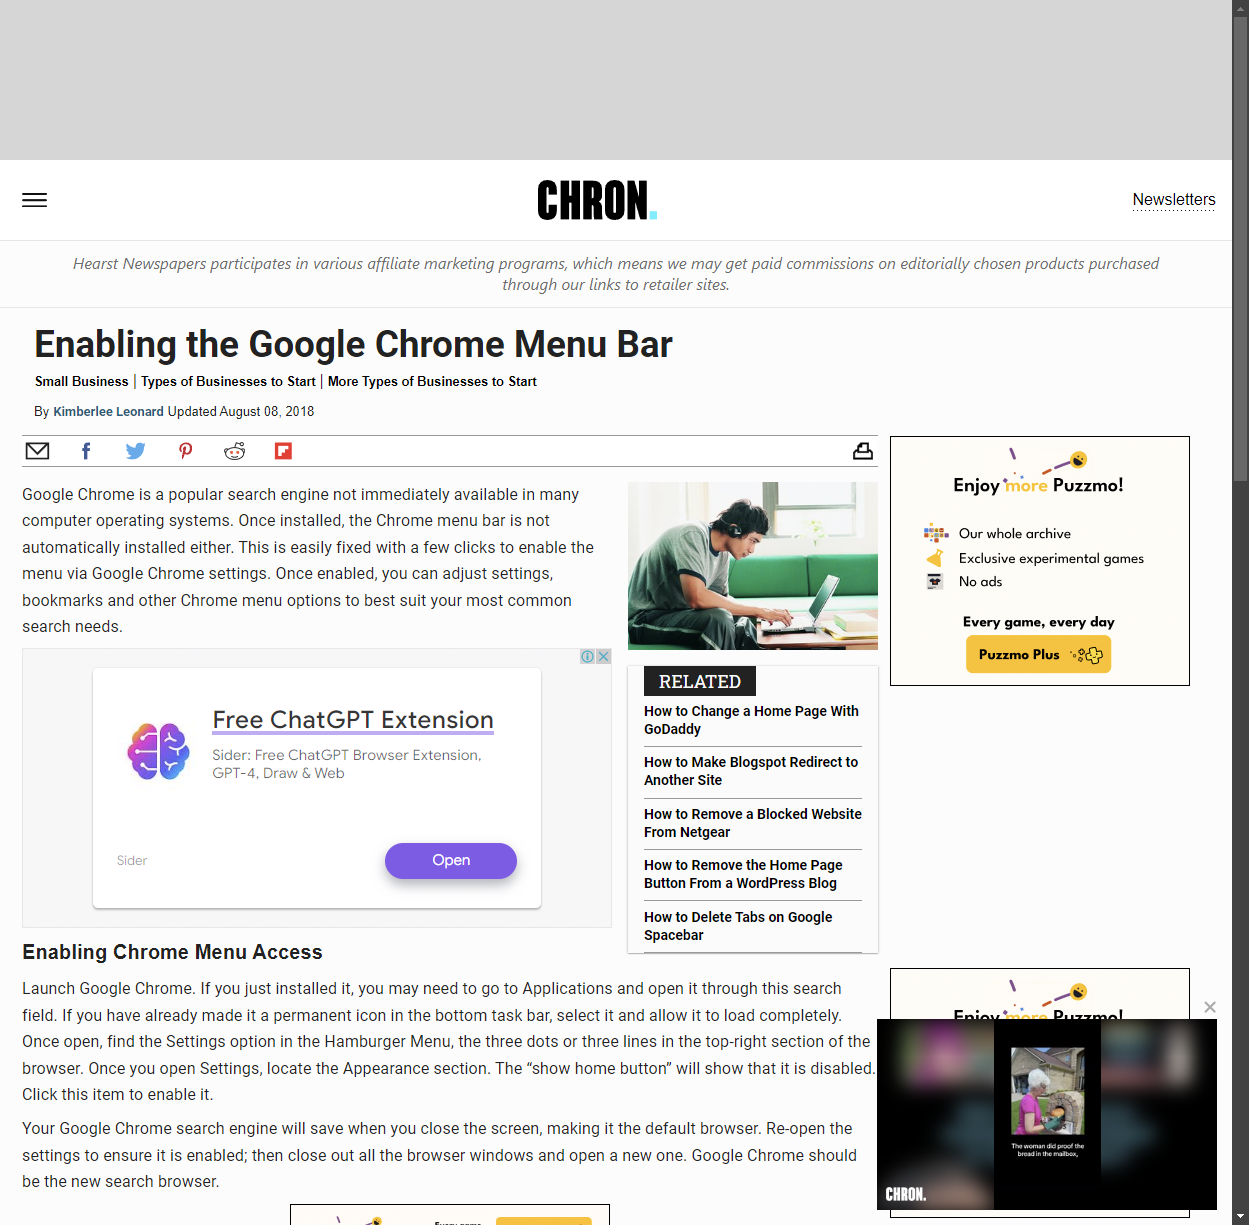 CHRON.
Newsletters
Hearst Newspapers participates in various affiliate marketing programs, which means we may get paid commissions on editorially chosen products purchased
through our links to retailer sites.
Enabling the Google Chrome Menu Bar
Small Business | Types of Businesses to Start | More Types of Businesses to Start
By Kimberlee Leonard Updated August 08, 2018
Google Chrome is a popular search engine not immediately available in many
computer operating systems. Once installed, the Chrome menu bar is not
automatically installed either. This is easily fixed with a few clicks to enable the
menu via Google Chrome settings. Once enabled, you can adjust settings,
bookmarks and other Chrome menu options to best suit your most common
search needs.
Free ChatGPT Extension
Sider: Free ChatGPT Browser Extension,
GPT-4, Draw & Web
Sider
Open
RELATED
How to Change a Home Page With
GoDaddy
How to Make Blogspot Redirect to
Another Site
How to Remove a Blocked Website
From Netgear
How to Remove the Home Page
Button From a WordPress Blog
How to Delete Tabs on Google
Spacebar
Enjoy more Puzzmo!
Our whole archive
Exclusive experimental games
No ads
Every game, every day
Puzzmo Plus
Enabling Chrome Menu Access
Launch Google Chrome. If you just installed it, you may need to go to Applications and open it through this search
field. If you have already made it a permanent icon in the bottom task bar, select it and allow it to load completely.
Once open, find the Settings option in the Hamburger Menu, the three dots or three lines in the top-right section of the
browser. Once you open Settings, locate the Appearance section. The “show home button” will show that it is disabled.
Click this item to enable it.
Your Google Chrome search engine will save when you close the screen, making it the default browser. Re-open the
settings to ensure it is enabled; then close out all the browser windows and open a new one. Google Chrome should
be the new search browser.
Enjoy more Puzzmo!
The woman did proof the
bread in the mailbox,
CHRON.